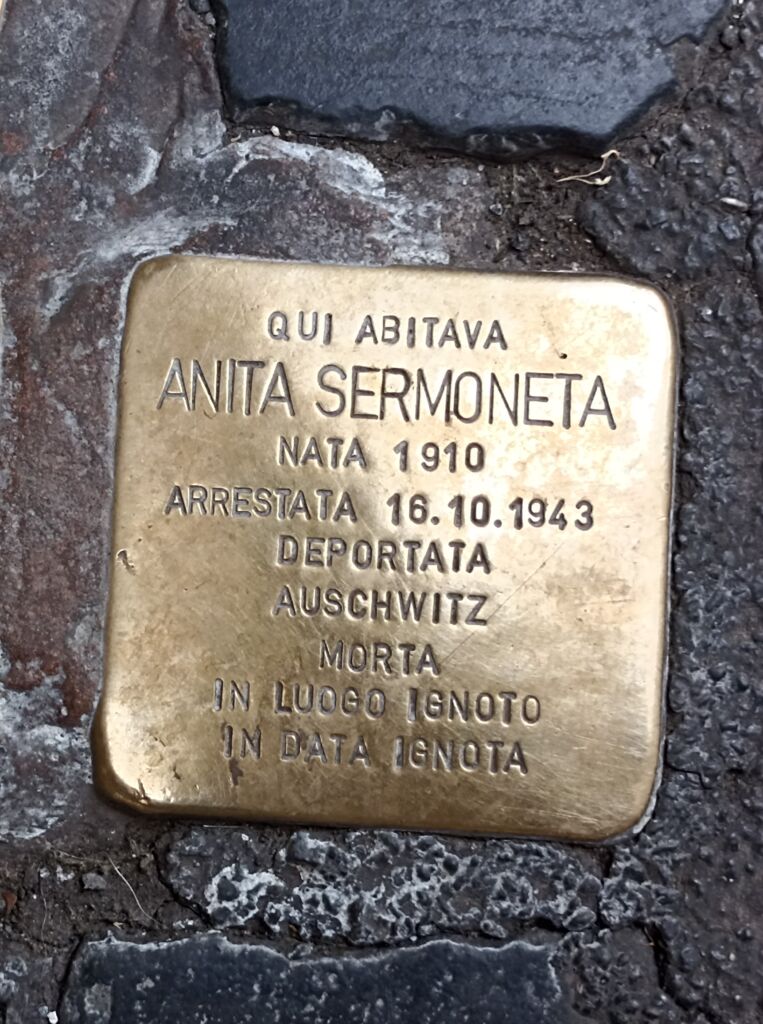 QUI ABITAVA
ANITA SERMONETA
NATA 1910
ARRESTATA 16.10.1943
DEPORTATA
AUSCHWITZ
MORTA
IN LUOGO IGNOTO
IN DATA IGNOTA